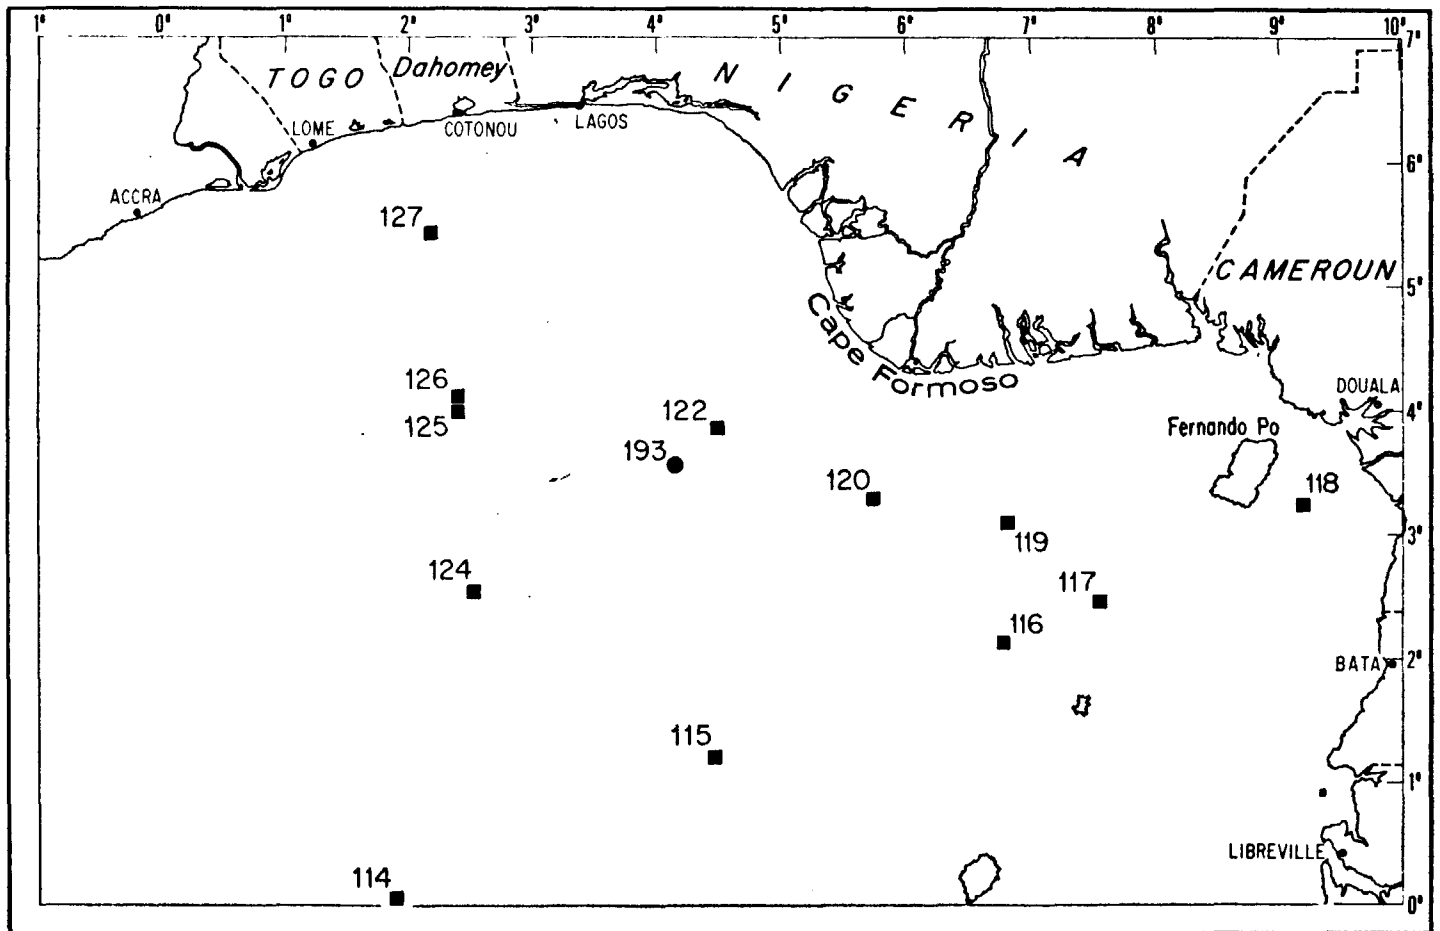 1° 0° 1° 2° 3° 4° 5° 6° 7° 8° 9° 10°
7°
TOGO
Dahomey
NIGERIA
LOME
COTONOU
LAGOS
6°
ACCRA
127
CAMEROUN
5°
Cape Formoso
126
125
122
DOUALA
4°
193
Fernando Po
120
118
119
3°
124
117
116
BATA
2°
115
1°
LIBREVILLE
114
0°